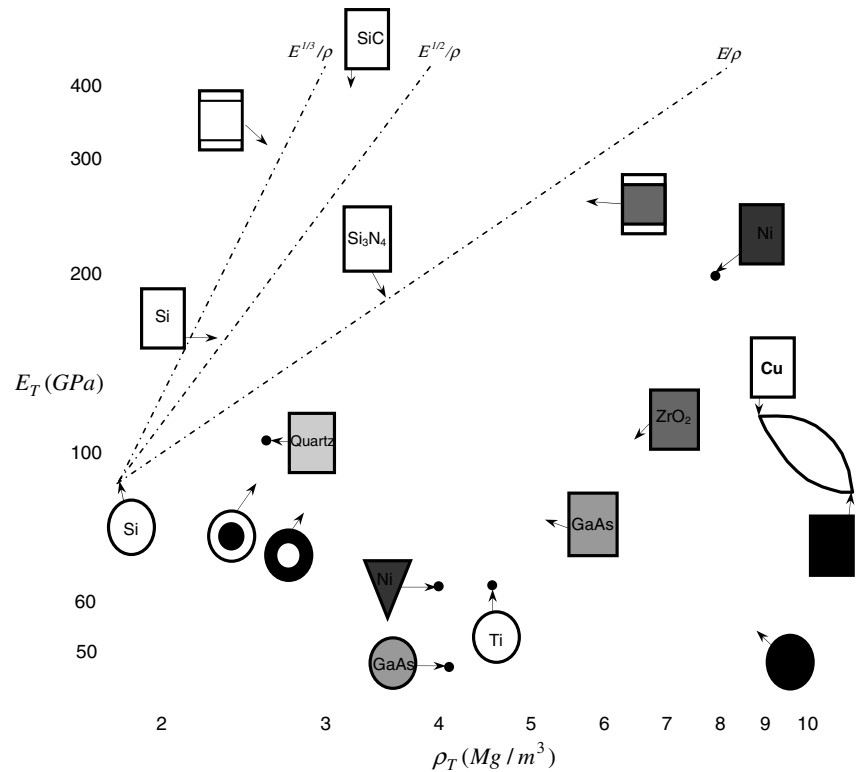 SiC
E^{1/3}/ρ
E^{1/2}/ρ
E/ρ
400
300
Si₃N₄
Ni
200
Si
Cu
E_T (GPa)
ZrO₂
Quartz
100
Si
GaAs
Ni
60
Ti
50
GaAs
2 3 4 5 6 7 8 9 10
ρ_T (Mg / m³)